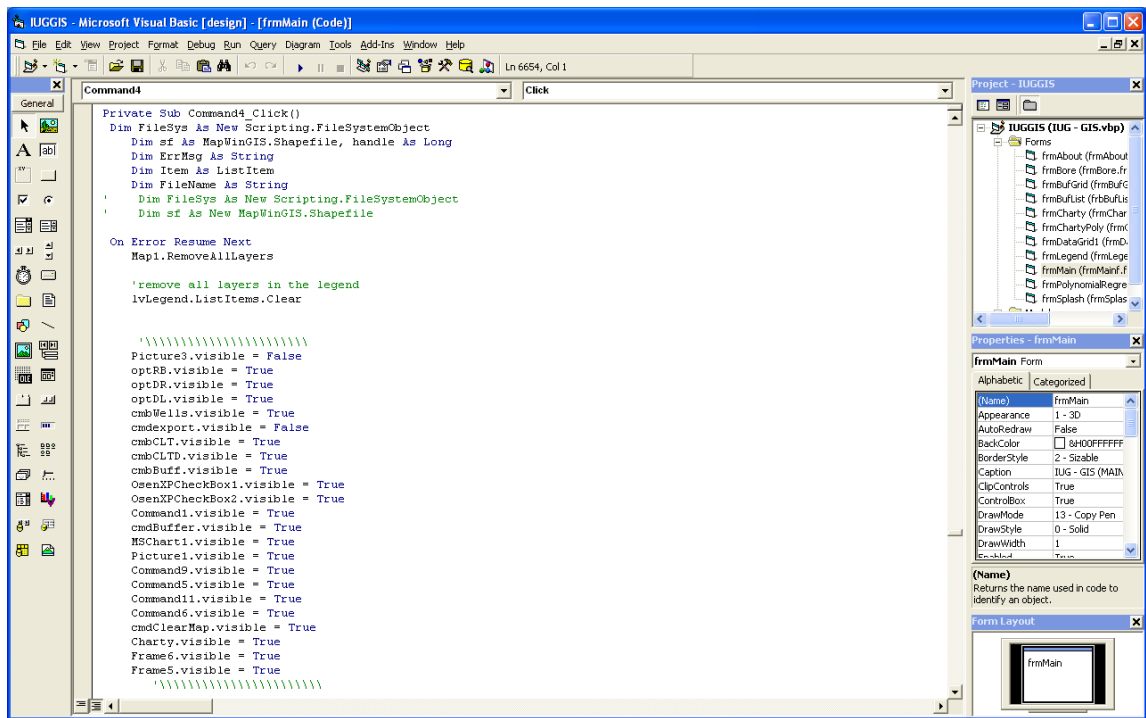 IUGGIS - Microsoft Visual Basic [design] - [frmMain (Code)]
File Edit View Project Format Debug Run Query Diagram Tools Add-Ins Window Help
Ln 6654, Col 1
General
Command4
Click
Private Sub Command4_Click()
Dim FileSys As New Scripting.FileSystemObject
Dim sf As MapWinGIS.Shapefile, handle As Long
Dim ErrMsg As String
Dim Item As ListItem
Dim FileName As String
' Dim FileSys As New Scripting.FileSystemObject
' Dim sf As New MapWinGIS.Shapefile
On Error Resume Next
Map1.RemoveAllLayers
'remove all layers in the legend
lvLegend.ListItems.Clear
'\\\\\\\\\\\\\\\\\\\\\\\
Picture3.visible = False
optRB.visible = True
optDR.visible = True
optDL.visible = True
cmbWells.visible = True
cmdexport.visible = False
cmbCLT.visible = True
cmbCLTD.visible = True
cmbBuff.visible = True
OsenXPCheckBox1.visible = True
OsenXPCheckBox2.visible = True
Command1.visible = True
cmdBuffer.visible = True
MSChart1.visible = True
Picture1.visible = True
Command9.visible = True
Command5.visible = True
Command11.visible = True
Command6.visible = True
cmdClearMap.visible = True
Charty.visible = True
Frame6.visible = True
Frame5.visible = True
'\\\\\\\\\\\\\\\\\\\\\\\
Project - IUGGIS
IUGGIS (IUG - GIS.vbp)
Forms
frmAbout (frmAbout
frmBore (frmBore.fr
frmBufGrid (frmBufG
frmBufList (frbBufLis
frmCharty (frmChar
frmChartyPoly (frm
frmDataGrid1 (frmD
frmLegend (frmLege
frmMain (frmMainf.f
frmPolynomialRegre
frmSplash (frmSplas
Properties - frmMain
frmMain Form
Alphabetic Categorized
(Name) frmMain
Appearance 1 - 3D
AutoRedraw False
BackColor &H00FFFFFF
BorderStyle 2 - Sizable
Caption IUG - GIS (MAIN
ClipControls True
ControlBox True
DrawMode 13 - Copy Pen
DrawStyle 0 - Solid
DrawWidth 1
Enabled True
(Name)
Returns the name used in code to
identify an object.
Form Layout
frmMain